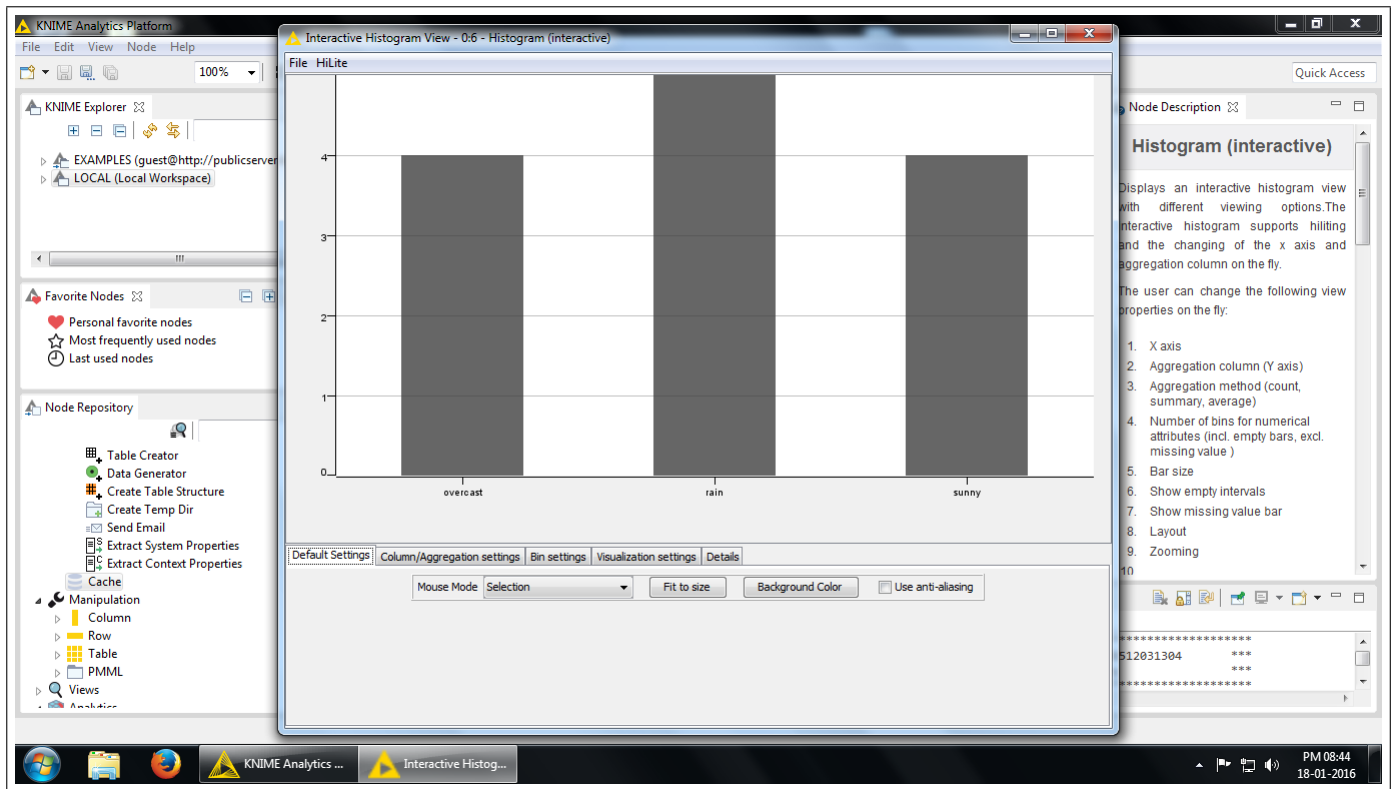 KNIME Analytics Platform
File Edit View Node Help
100%
Quick Access
KNIME Explorer
EXAMPLES (guest@http://publicserver
LOCAL (Local Workspace)
Favorite Nodes
Personal favorite nodes
Most frequently used nodes
Last used nodes
Node Repository
Table Creator
Data Generator
Create Table Structure
Create Temp Dir
Send Email
Extract System Properties
Extract Context Properties
Cache
Manipulation
Column
Row
Table
PMML
Views
Analytics
Interactive Histogram View - 0:6 - Histogram (interactive)
File HiLite
4
3
2
1
0
overcast rain sunny
Default Settings Column/Aggregation settings Bin settings Visualization settings Details
Mouse Mode Selection Fit to size Background Color Use anti-aliasing
Node Description
Histogram (interactive)
Displays an interactive histogram view
with different viewing options.The
interactive histogram supports hiliting
and the changing of the x axis and
aggregation column on the fly.
The user can change the following view
properties on the fly:
1. X axis
2. Aggregation column (Y axis)
3. Aggregation method (count,
summary, average)
4. Number of bins for numerical
attributes (incl. empty bars, excl.
missing value )
5. Bar size
6. Show empty intervals
7. Show missing value bar
8. Layout
9. Zooming
10
*******************
512031304 ***
***
*******************
KNIME Analytics ...
Interactive Histog...
PM 08:44
18-01-2016